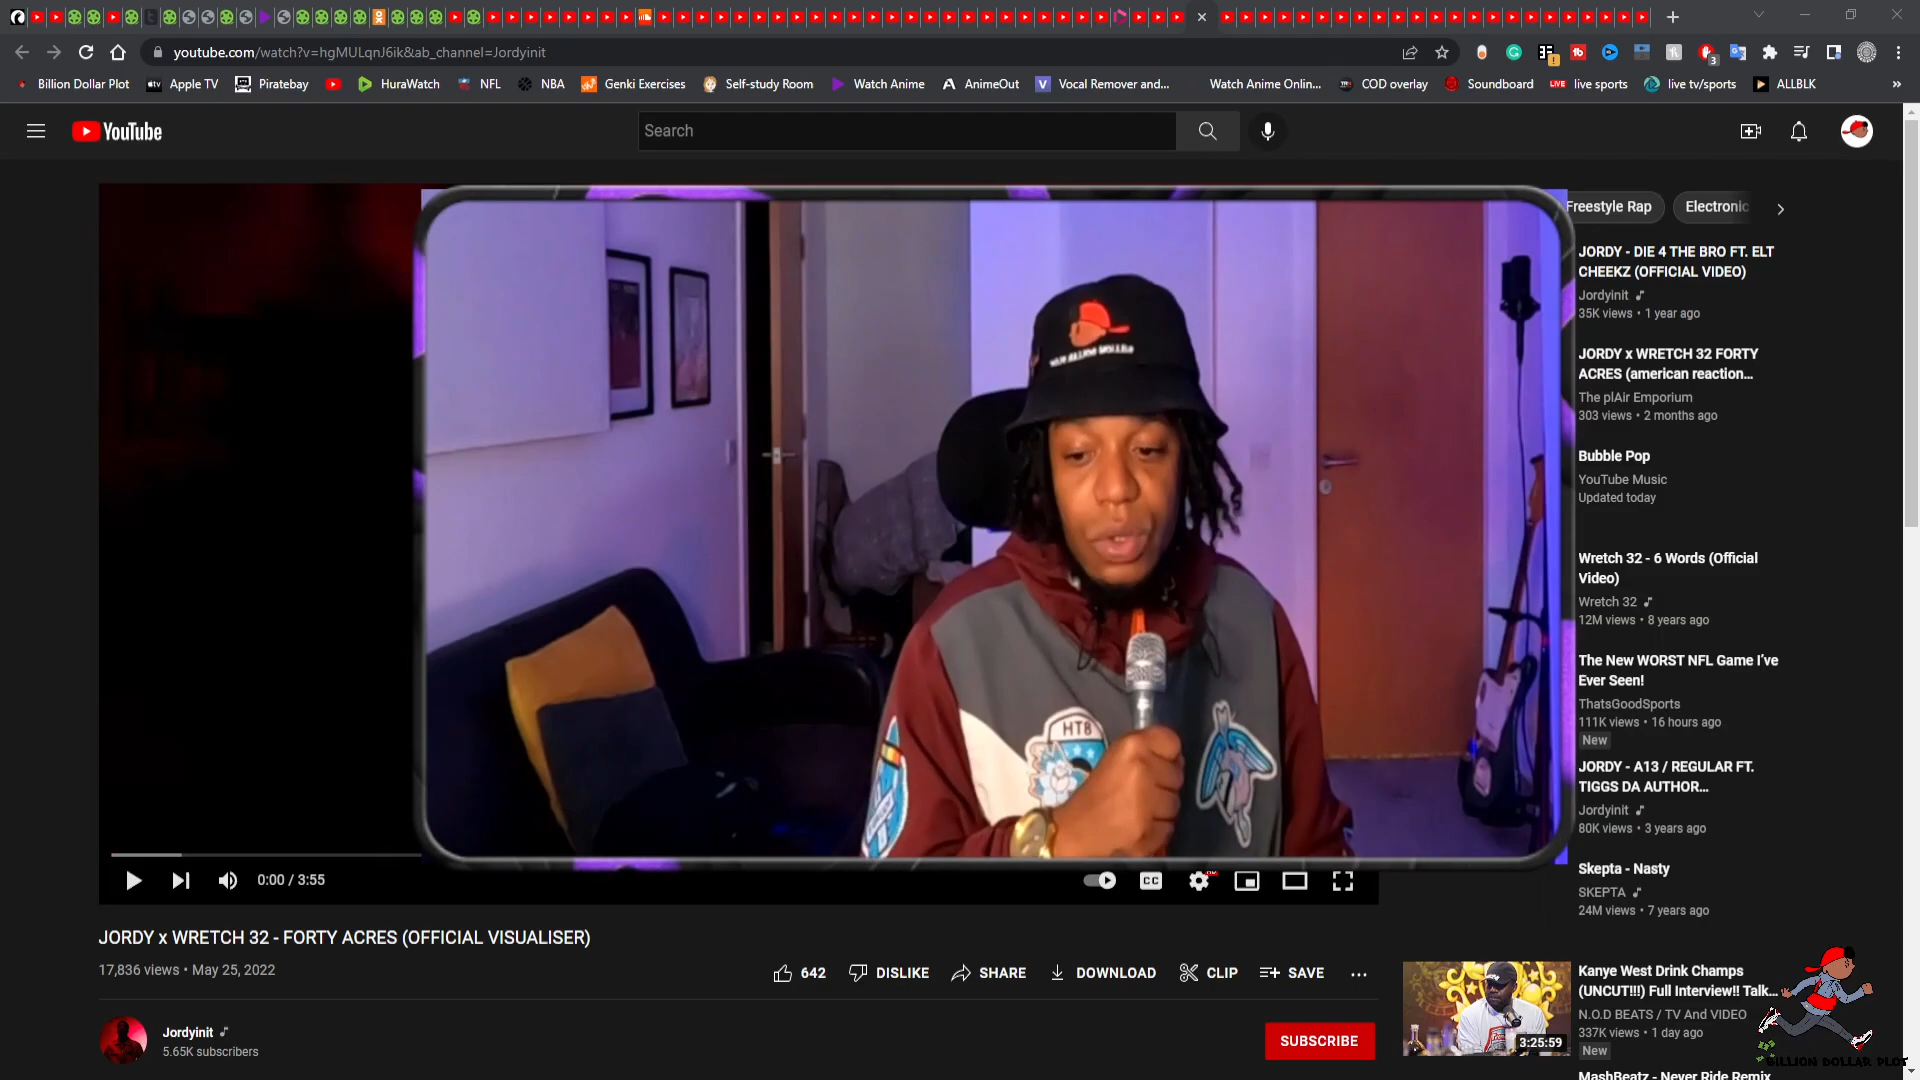 youtube.com/watch?v=hgMULqnJ6ik&ab_channel=Jordyinit
3
Billion Dollar Plot
Apple TV
Piratebay
HuraWatch
NFL
NBA
Genki Exercises
Self-study Room
Watch Anime
AnimeOut
Vocal Remover and...
Watch Anime Onlin...
COD overlay
Soundboard
LIVE
live sports
live tv/sports
ALLBLK
»
YouTube
Search
Freestyle Rap
Electronic
JORDY - DIE 4 THE BRO FT. ELT
CHEEKZ (OFFICIAL VIDEO)
Jordyinit
35K views • 1 year ago
JORDY x WRETCH 32 FORTY
ACRES (american reaction...
The plAir Emporium
303 views • 2 months ago
Bubble Pop
YouTube Music
Updated today
Wretch 32 - 6 Words (Official
Video)
Wretch 32
12M views • 8 years ago
The New WORST NFL Game I've
Ever Seen!
ThatsGoodSports
111K views • 16 hours ago
New
JORDY - A13 / REGULAR FT.
TIGGS DA AUTHOR...
Jordyinit
80K views • 3 years ago
Skepta - Nasty
SKEPTA
24M views • 7 years ago
Kanye West Drink Champs
(UNCUT!!!) Full Interview!! Talk...
N.O.D BEATS / TV And VIDEO
337K views • 1 day ago
New
3:25:59
MashBeatz - Never Ride Remix
HTB
0:00 / 3:55
CC
HD
JORDY x WRETCH 32 - FORTY ACRES (OFFICIAL VISUALISER)
17,836 views • May 25, 2022
642
DISLIKE
SHARE
DOWNLOAD
CLIP
SAVE
...
Jordyinit
5.65K subscribers
SUBSCRIBE
BILLION DOLLAR PLOT